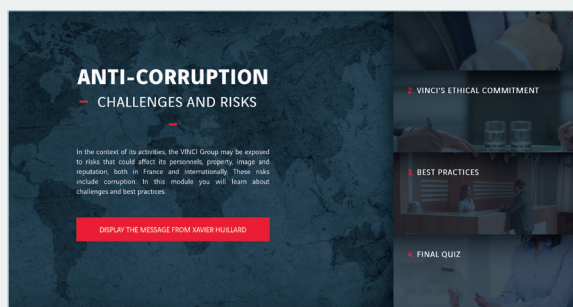 ANTI-CORRUPTION
CHALLENGES AND RISKS
In the context of its activities, the VINCI Group may be exposed
to risks that could affect its personnels, property, image and
reputation, both in France and internationally. These risks
include corruption. In this module you will learn about
challenges and best practices.
DISPLAY THE MESSAGE FROM XAVIER HUILLARD
2. VINCI'S ETHICAL COMMITMENT
3. BEST PRACTICES
4. FINAL QUIZ